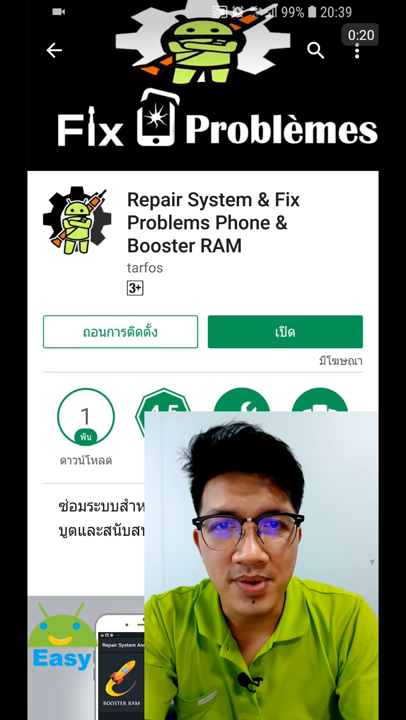 99% 20:39
0:20
Fix Problèmes
Repair System & Fix
Problems Phone &
Booster RAM
tarfos
3+
ถอนการติดตั้ง
เปิด
มีโฆษณา
1
พัน
4.5
ดาวน์โหลด
ซ่อมระบบสำห
บูตและสนับส
Easy
Repair System An
BOOSTER RAM